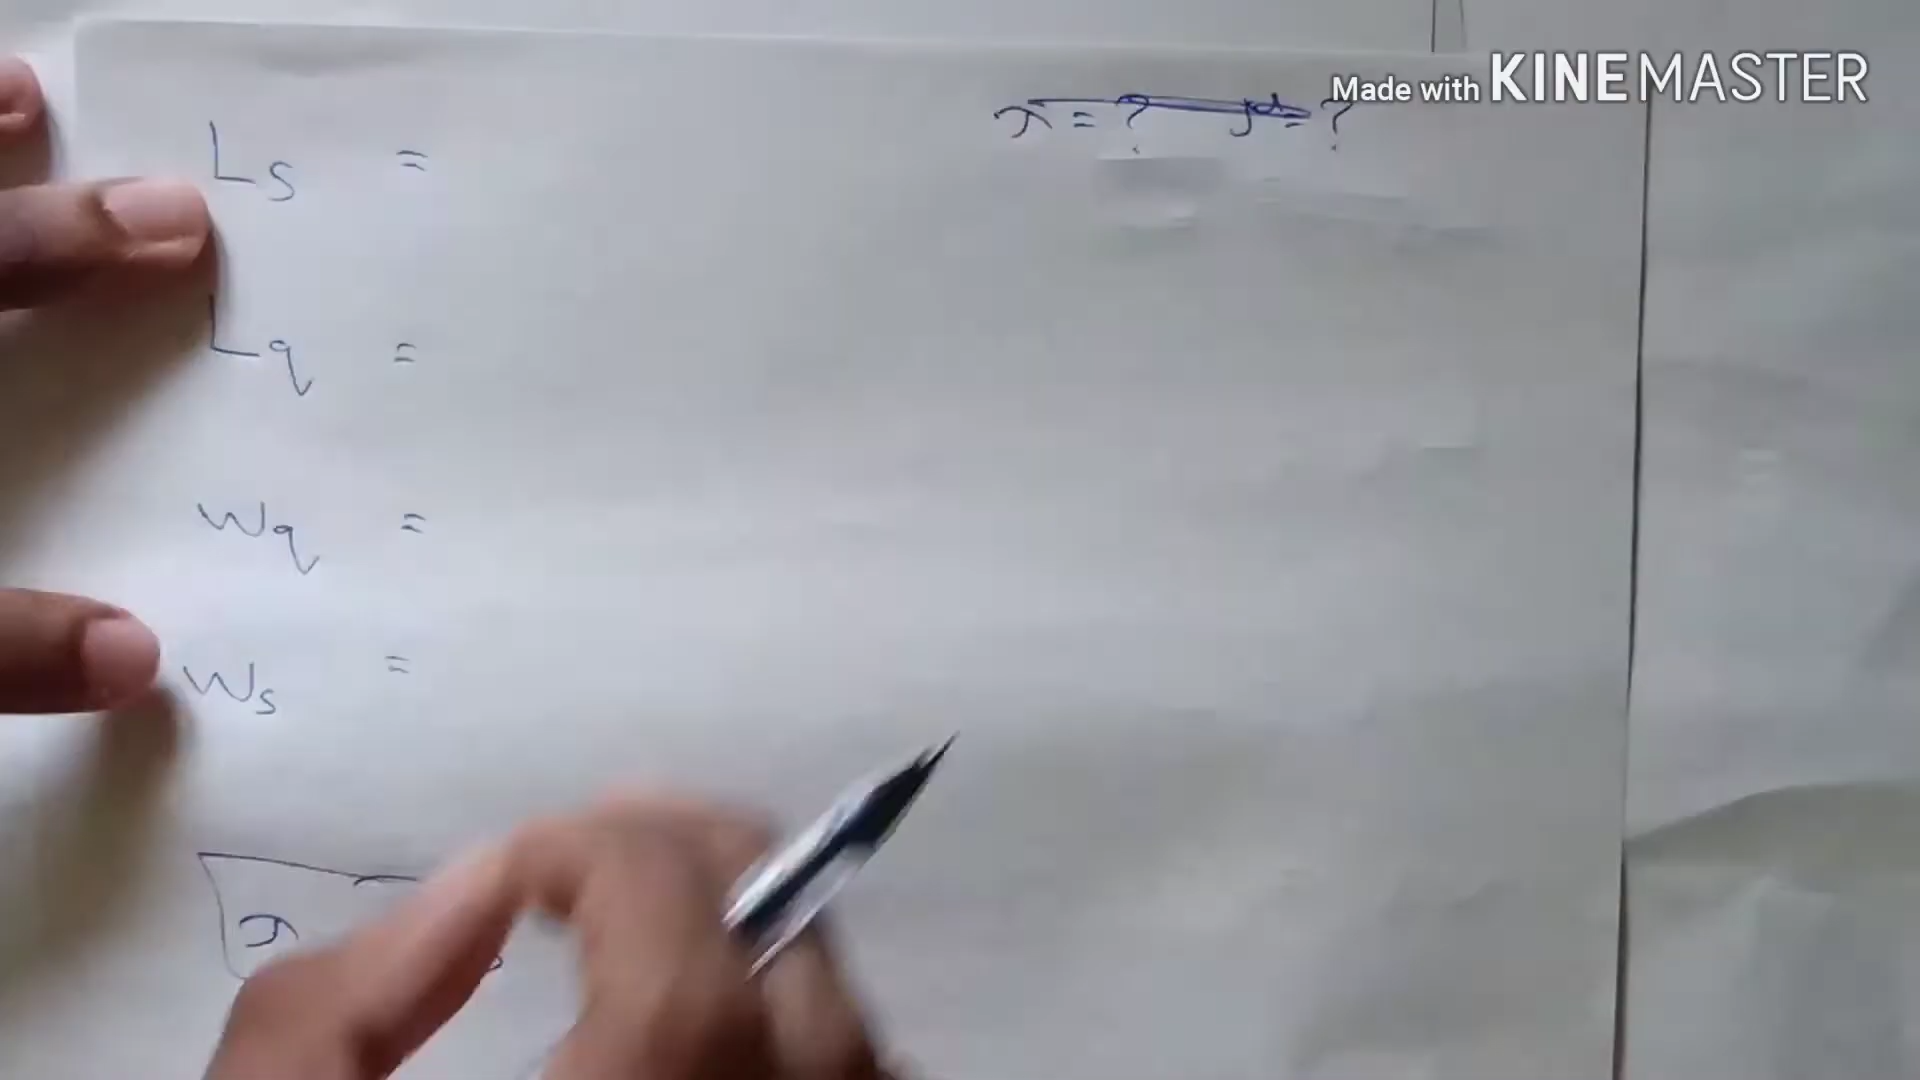 Made with KINEMASTER
λ = ? μ = ?
Ls =
Lq =
Wq =
Ws =
λ